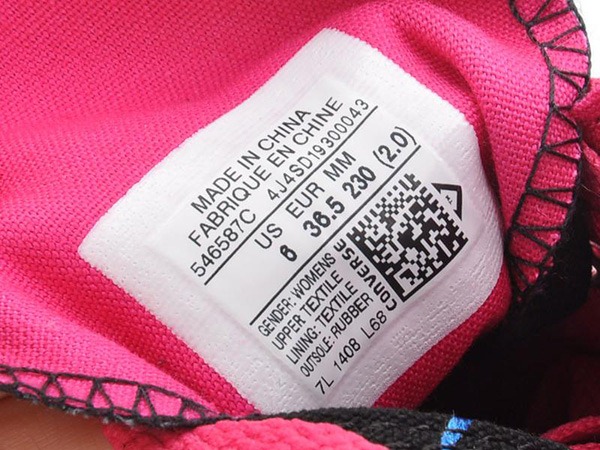 MADE IN CHINA
FABRIQUE EN CHINE
546587C 4J4SD19300043
US EUR MM
6 36.5 230 (2.0)
GENDER: WOMENS
UPPER TEXTILE
LINING: TEXTILE
OUTSOLE: RUBBER
7L 1408 L68
CONVERSE